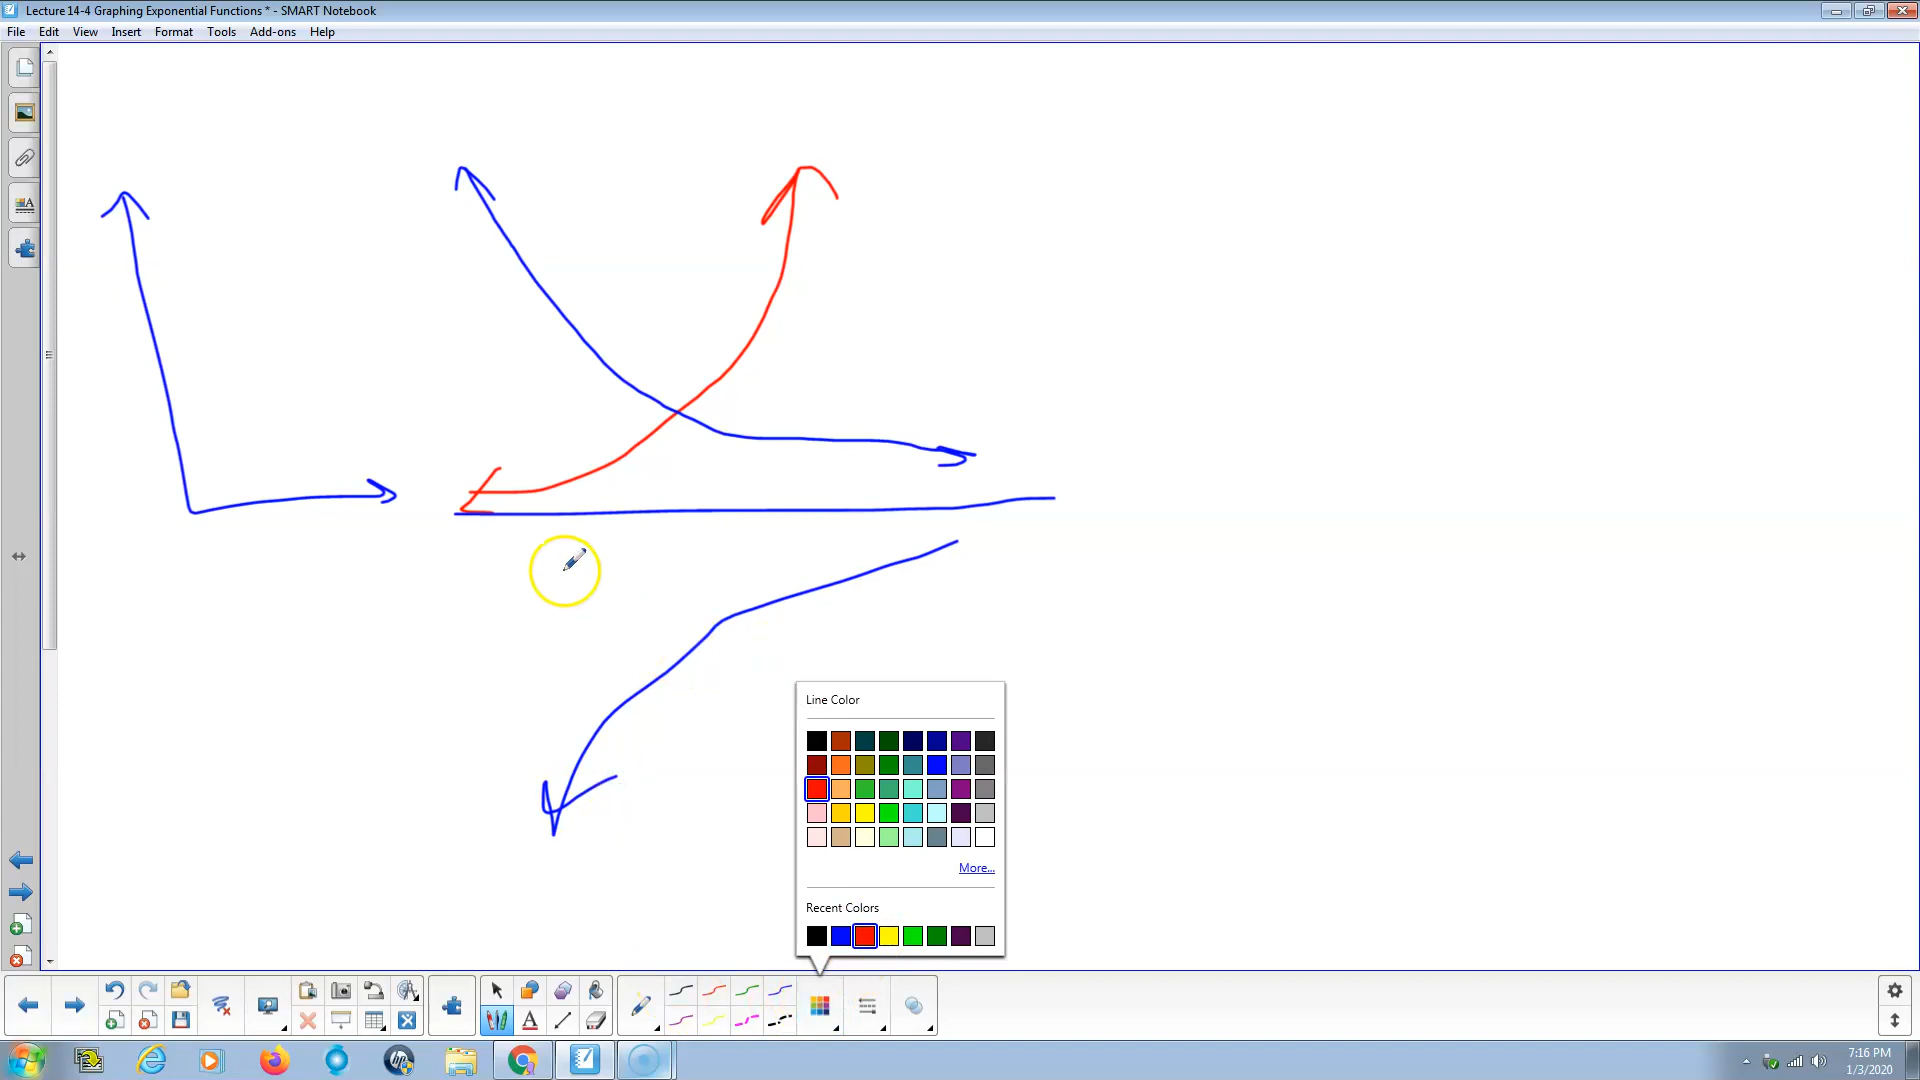 Lecture 14-4 Graphing Exponential Functions * - SMART Notebook
File Edit View Insert Format Tools Add-ons Help
Line Color
More...
Recent Colors
7:16 PM
1/3/2020